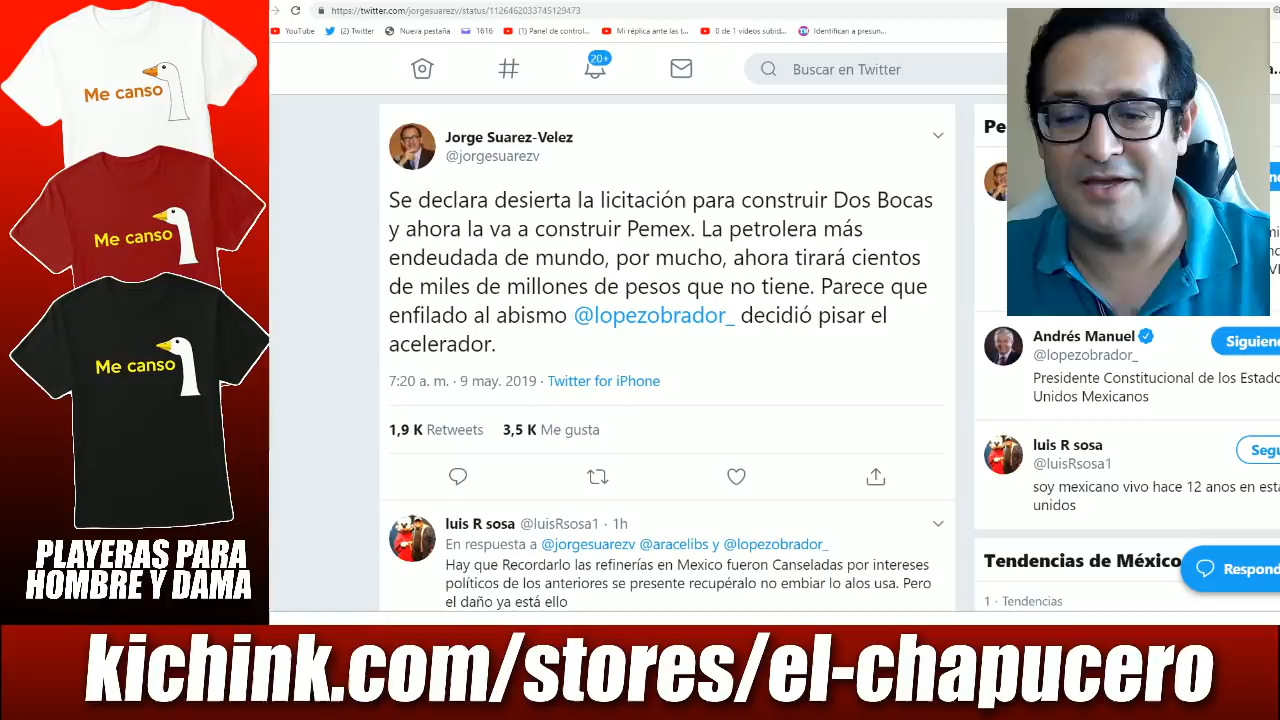 https://twitter.com/jorgesuarezv/status/1126462033745129473
YouTube
(2) Twitter
Nueva pestaña
1616
(1) Panel de control...
Mi réplica ante las t...
0 de 1 vídeos subid...
Identifican a presun...
Buscar en Twitter
Me canso
Me canso
Me canso
PLAYERAS PARA
HOMBRE Y DAMA
20+
Jorge Suarez-Velez
@jorgesuarezv
Se declara desierta la licitación para construir Dos Bocas
y ahora la va a construir Pemex. La petrolera más
endeudada de mundo, por mucho, ahora tirará cientos
de miles de millones de pesos que no tiene. Parece que
enfilado al abismo @lopezobrador_ decidió pisar el
acelerador.
7:20 a. m. · 9 may. 2019 · Twitter for iPhone
1,9 K Retweets 3,5 K Me gusta
luis R sosa @luisRsosa1 · 1h
En respuesta a @jorgesuarezv @aracelibs y @lopezobrador_
Hay que Recordarlo las refinerías en Mexico fueron Canseladas por intereses
políticos de los anteriores se presente recupéralo no embiar lo alos usa. Pero
el daño ya está ello
Pe
Andrés Manuel
@lopezobrador_
Siguiend
Presidente Constitucional de los Estado
Unidos Mexicanos
luis R sosa
@luisRsosa1
Segu
soy mexicano vivo hace 12 anos en esta
unidos
Tendencias de México
Respond
1 · Tendencias
kichink.com/stores/el-chapucero